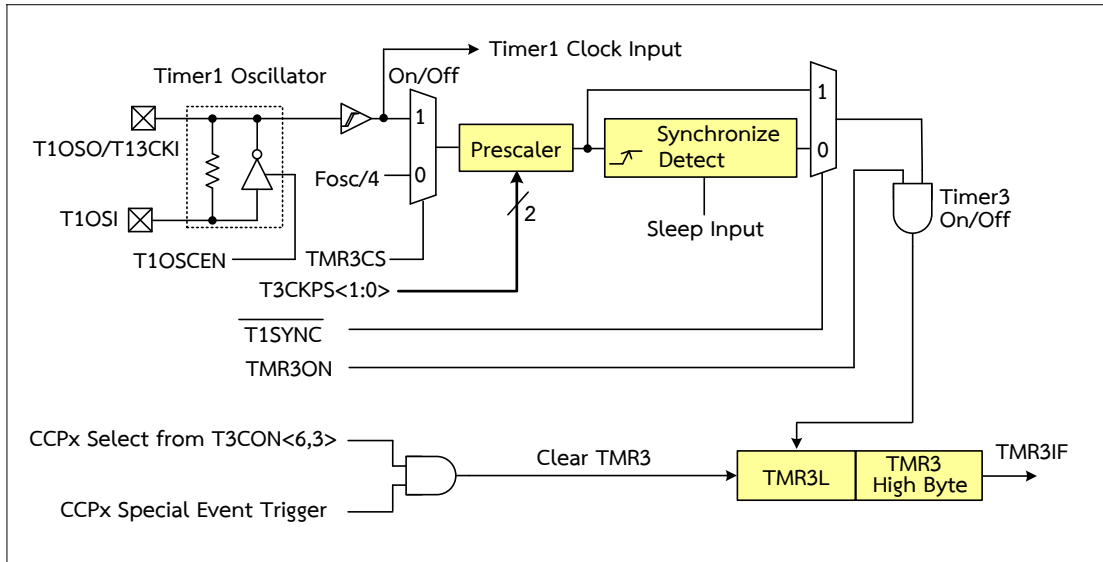 Timer1 Clock Input
Timer1 Oscillator
On/Off
1
1
T1OSO/T13CKI
Prescaler
Synchronize
Detect
0
Fosc/4
0
2
Timer3
On/Off
T1OSI
Sleep Input
T1OSCEN
TMR3CS
T3CKPS<1:0>
T1SYNC
TMR3ON
CCPx Select from T3CON<6,3>
Clear TMR3
TMR3L
TMR3
High Byte
TMR3IF
CCPx Special Event Trigger